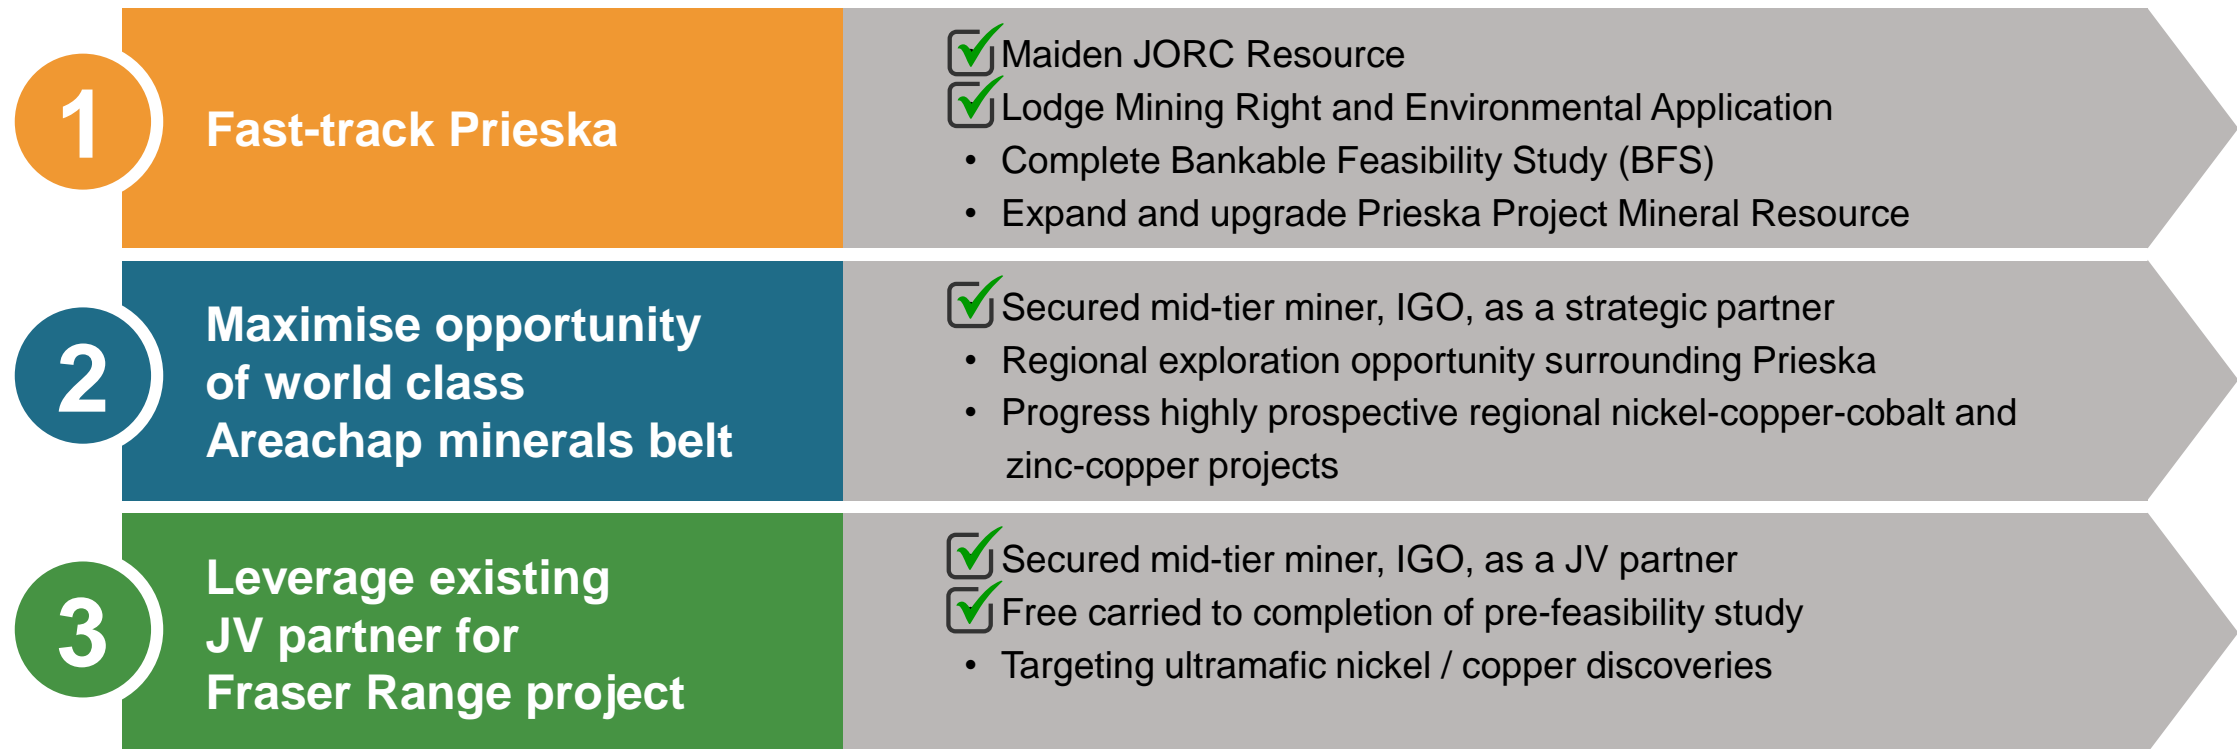 1
Fast-track Prieska
Maiden JORC Resource
Lodge Mining Right and Environmental Application
• Complete Bankable Feasibility Study (BFS)
• Expand and upgrade Prieska Project Mineral Resource
2
Maximise opportunity
of world class
Areachap minerals belt
Secured mid-tier miner, IGO, as a strategic partner
• Regional exploration opportunity surrounding Prieska
• Progress highly prospective regional nickel-copper-cobalt and
zinc-copper projects
3
Leverage existing
JV partner for
Fraser Range project
Secured mid-tier miner, IGO, as a JV partner
Free carried to completion of pre-feasibility study
• Targeting ultramafic nickel / copper discoveries